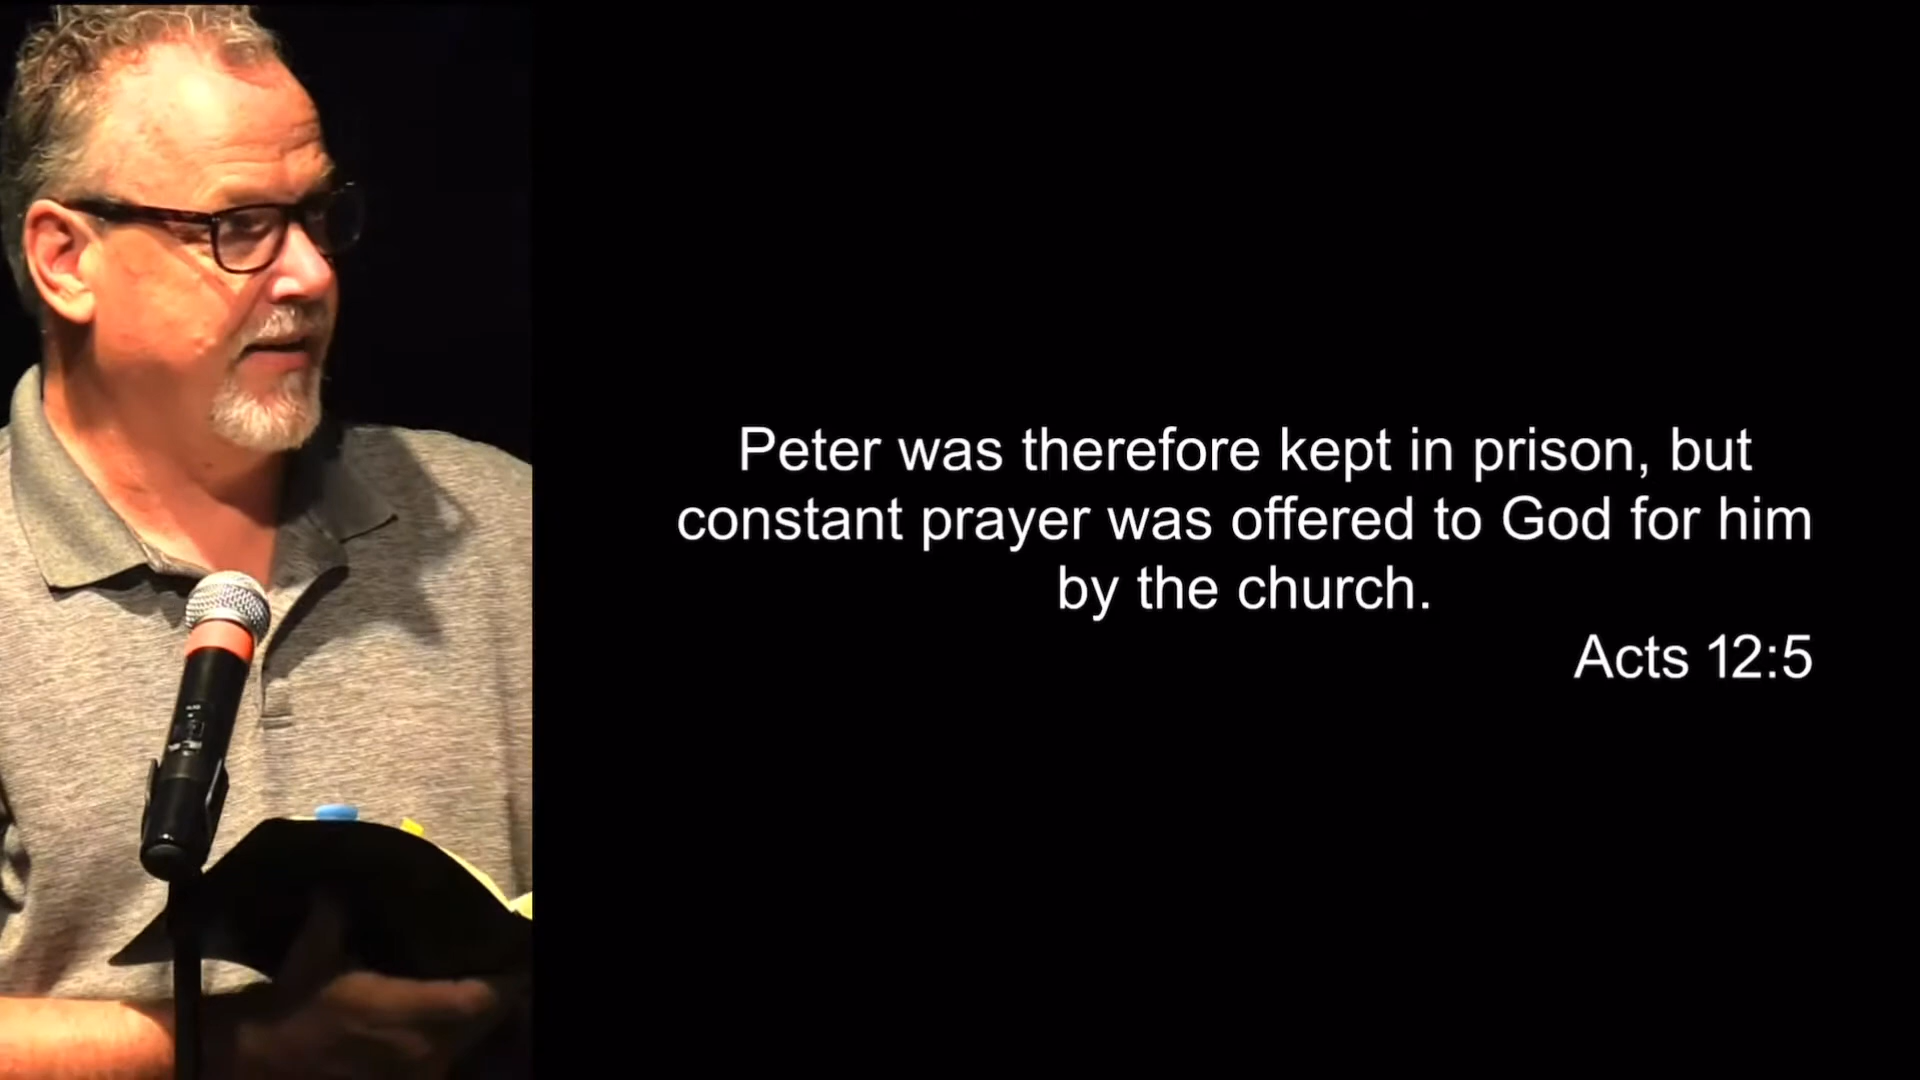 Peter was therefore kept in prison, but
constant prayer was offered to God for him
by the church.
Acts 12:5